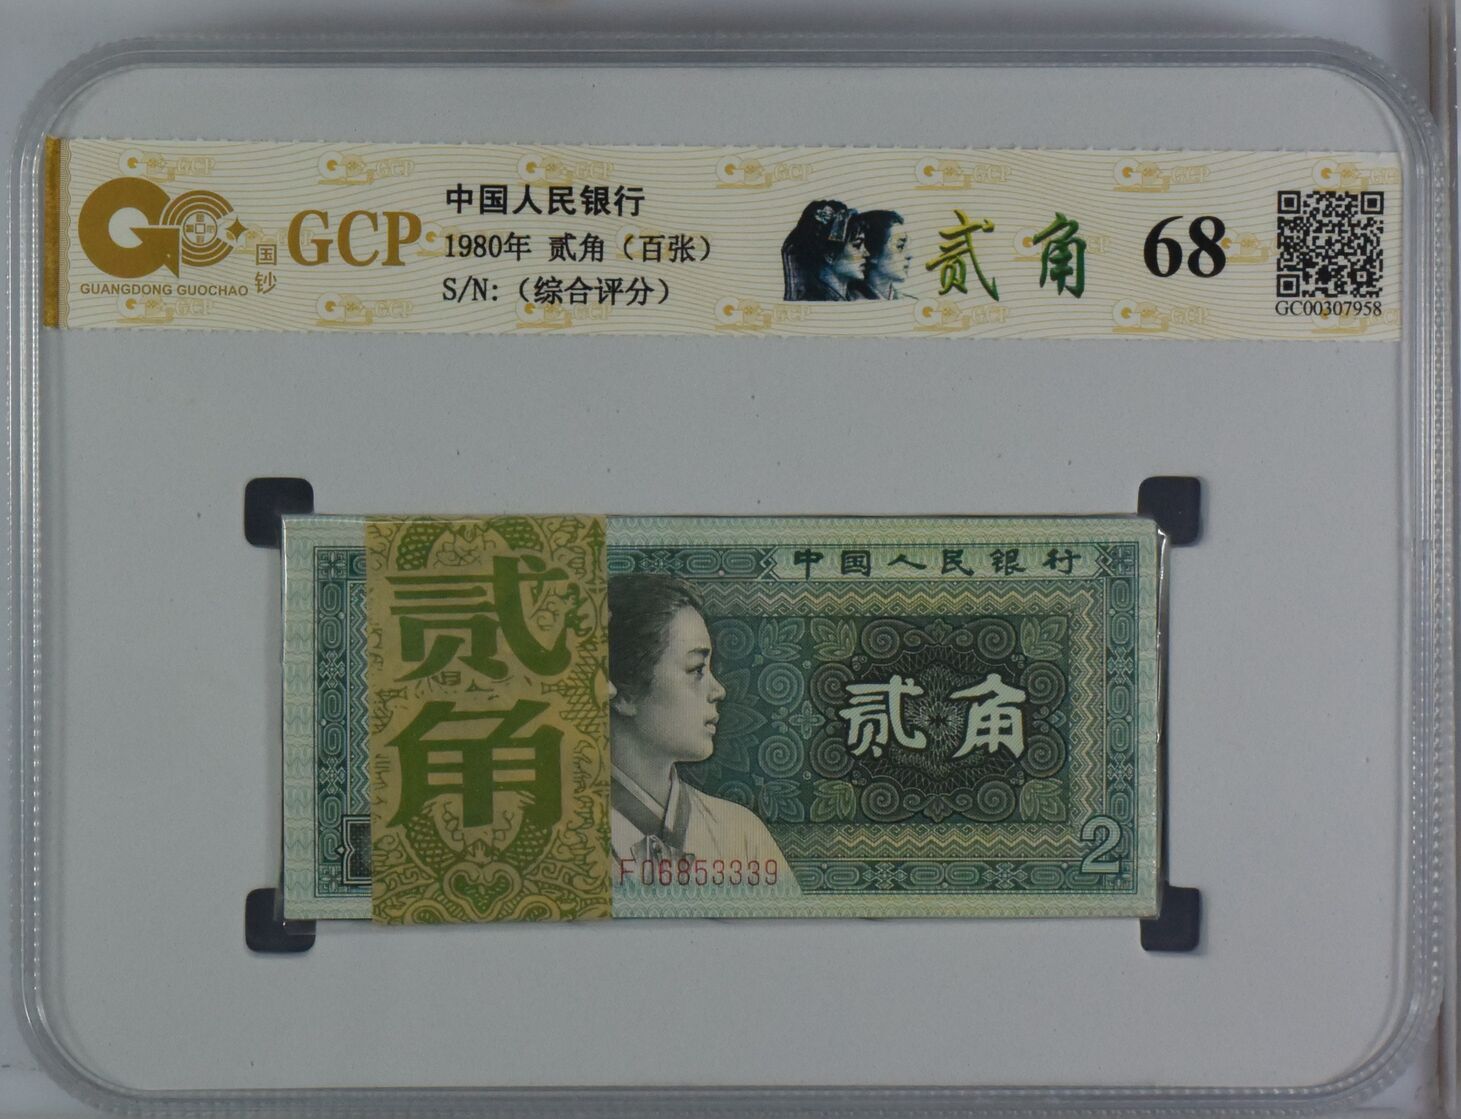 GUANGDONG GUOCHAO
国钞
GCP
中国人民银行
1980年 贰角（百张）
S/N:（综合评分）
贰角
68
GC00307958
贰角
中国人民银行
贰角
F06853339
2